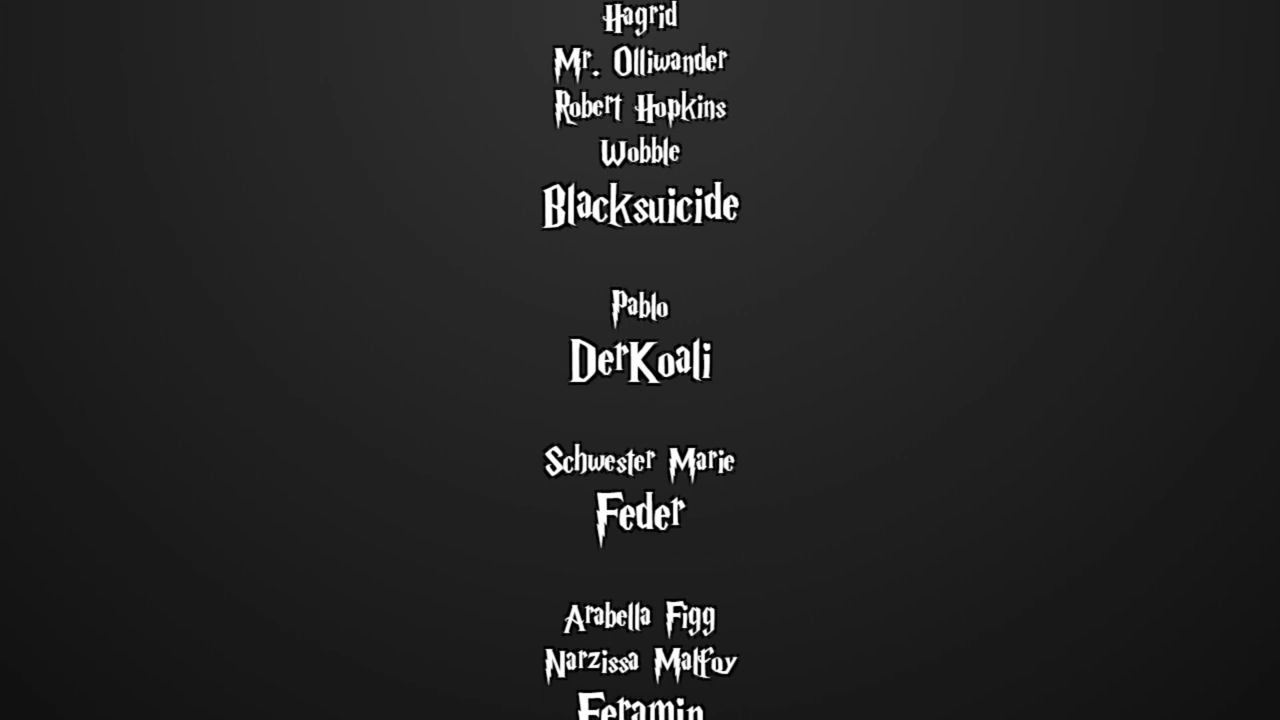 Hagrid
Mr. Olliwander
Robert Hopkins
Wobble
Blacksuicide
Pablo
DerKoali
Schwester Marie
Feder
Arabella Figg
Narzissa Malfoy
Feramin